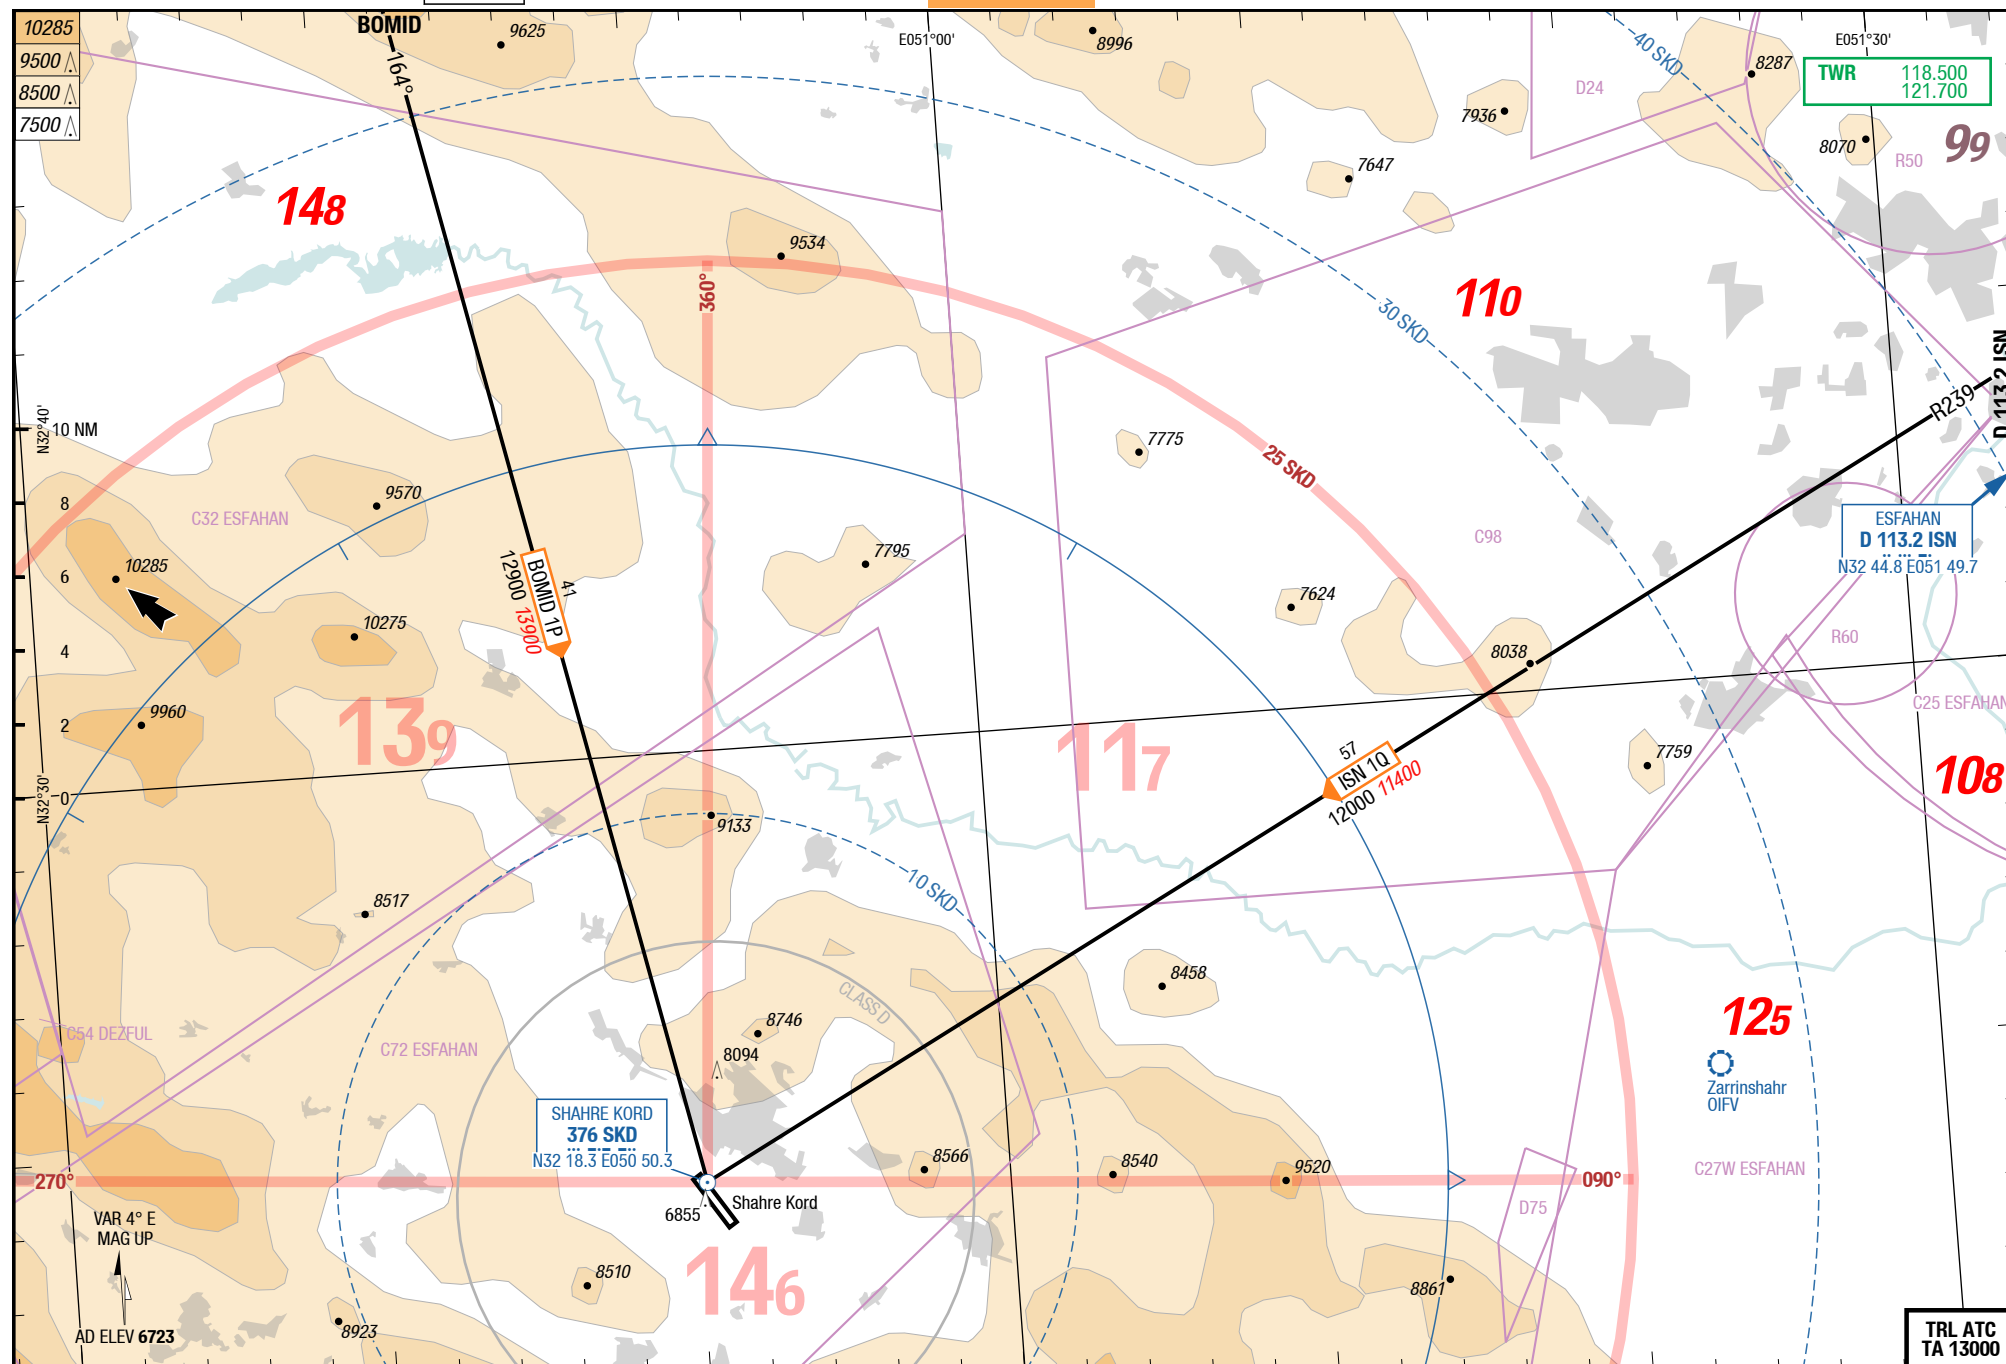 BOMID
164°
10285
9500
8500
7500
9625
E051°00'
8996
40 SKD
D24
8287
E051°30'
TWR 118.500
121.700
7936
8070
R50
99
7647
148
9534
360°
110
30 SKD
D 113.2 ISN
R239
N32°40'
10 NM
8
6
4
2
0
N32°30'
7775
25 SKD
9570
C32 ESFAHAN
C98
ESFAHAN
D 113.2 ISN
N32 44.8 E051 49.7
10285
7795
BOMID 1P
41
12900 13900
7624
10275
8038
R60
C25 ESFAHAN
9960
139
117
57
ISN 1Q
12000 11400
7759
108
9133
10 SKD
8517
8458
CLASS D
125
8746
C54 DEZFUL
C72 ESFAHAN
8094
Zarrinshahr
OIFV
SHAHRE KORD
376 SKD
N32 18.3 E050 50.3
8566
8540
9520
C27W ESFAHAN
270°
090°
6855
Shahre Kord
D75
VAR 4° E
MAG UP
146
8510
8861
8923
AD ELEV 6723
TRL ATC
TA 13000